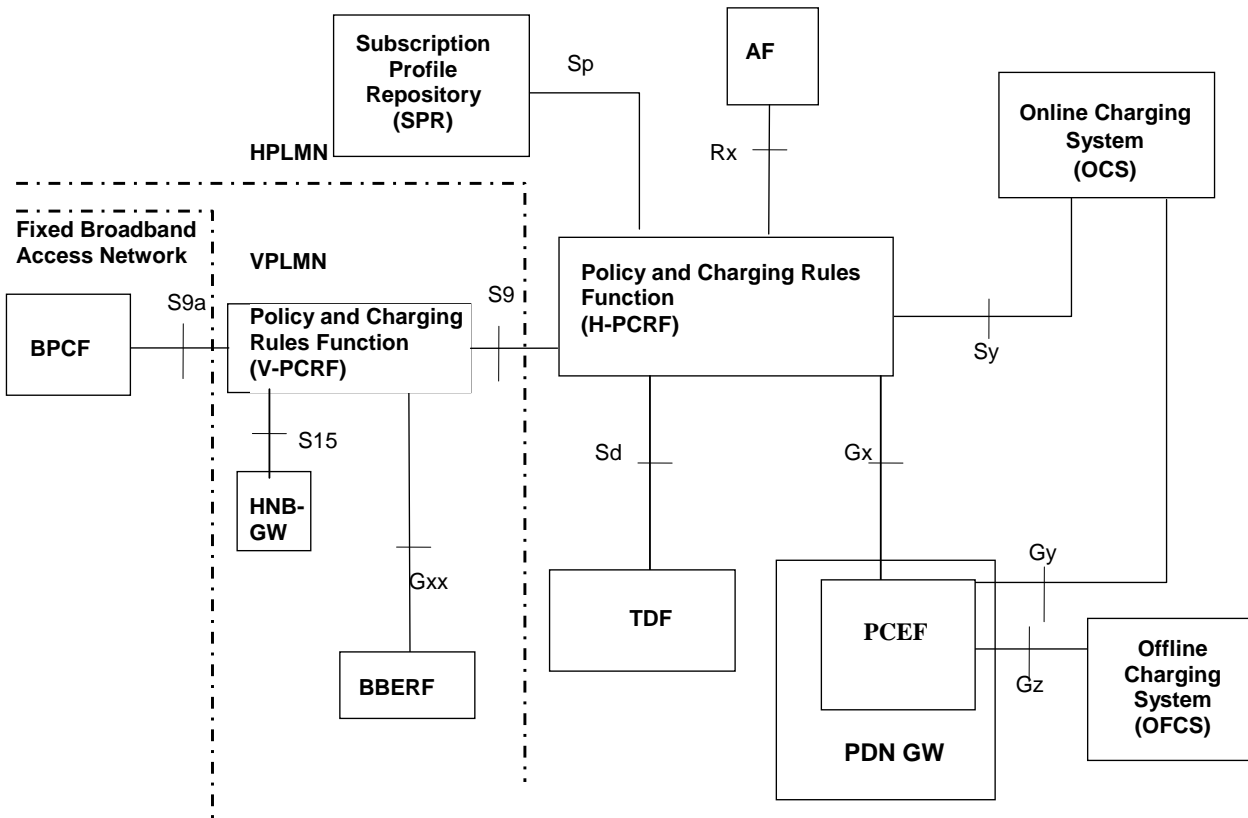 Subscription
Profile
Repository
(SPR)
Sp
AF
Online Charging
System
(OCS)
HPLMN
Rx
Fixed Broadband
Access Network
VPLMN
Policy and Charging Rules
Function
(H-PCRF)
S9a
S9
BPCF
Policy and Charging
Rules Function
(V-PCRF)
Sy
S15
Sd
Gx
HNB-
GW
Gxx
Gy
TDF
PCEF
BBERF
Gz
Offline
Charging
System
(OFCS)
PDN GW